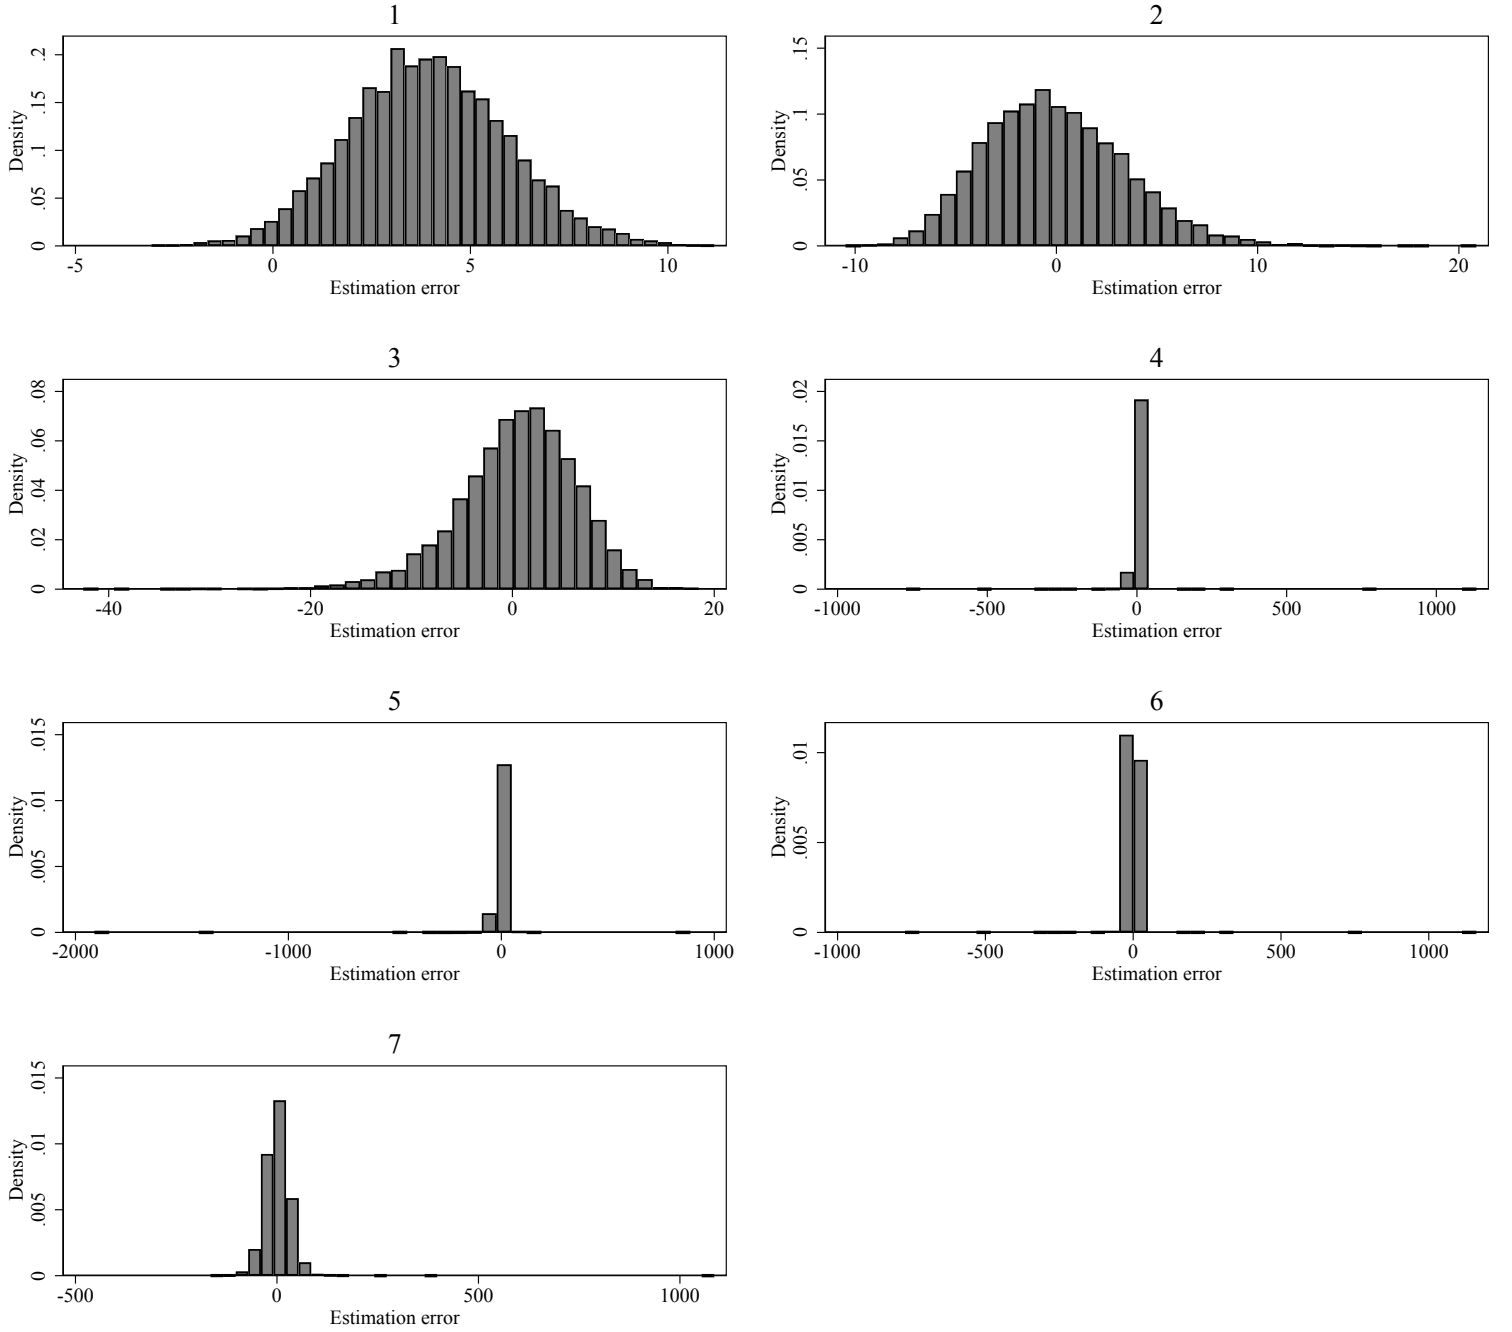 1
Density
0 .05 .1 .15 .2
-5 0 5 10
Estimation error
2
Density
0 .05 .1 .15
-10 0 10 20
Estimation error
3
Density
0 .02 .04 .06 .08
-40 -20 0 20
Estimation error
4
Density
0 .005 .01 .015 .02
-1000 -500 0 500 1000
Estimation error
5
Density
0 .005 .01 .015
-2000 -1000 0 1000
Estimation error
6
Density
0 .005 .01
-1000 -500 0 500 1000
Estimation error
7
Density
0 .005 .01 .015
-500 0 500 1000
Estimation error